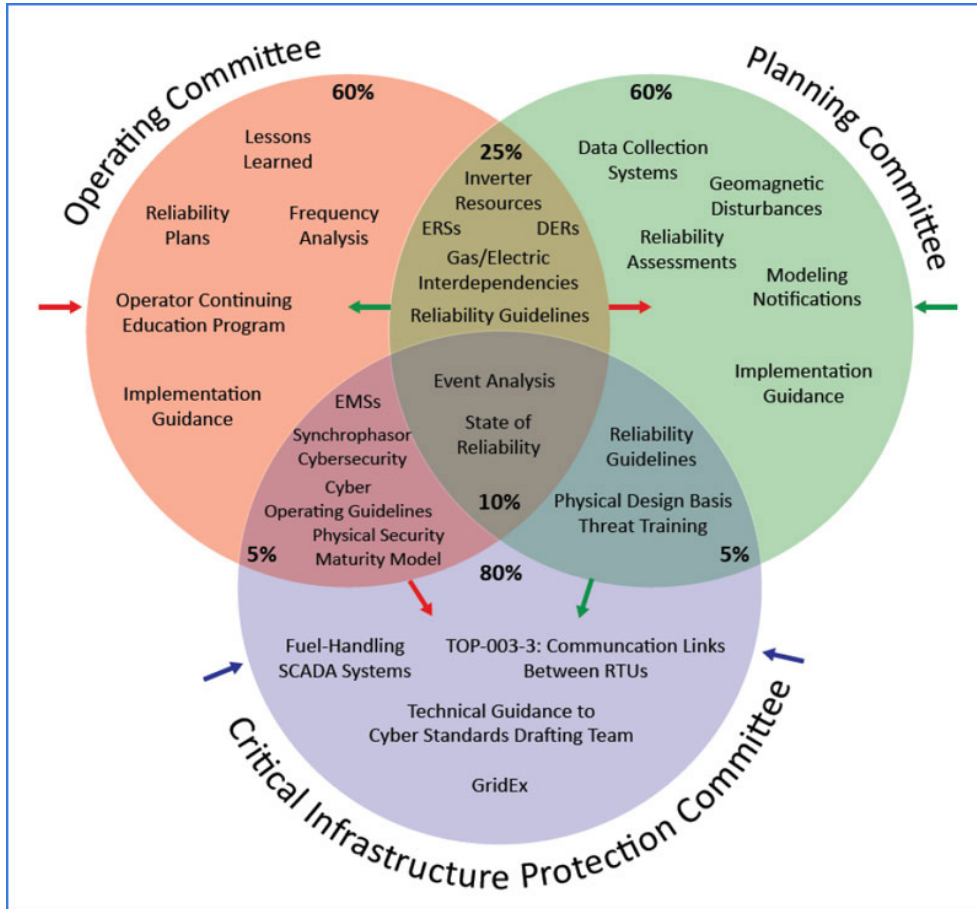 Operating Committee
Planning Committee
60%
60%
Lessons
Learned
Reliability
Plans
Frequency
Analysis
Operator Continuing
Education Program
Implementation
Guidance
25%
Inverter
Resources
ERSs
DERs
Gas/Electric
Interdependencies
Reliability Guidelines
Data Collection
Systems
Geomagnetic
Disturbances
Reliability
Assessments
Modeling
Notifications
Implementation
Guidance
Event Analysis
State of
Reliability
10%
EMSs
Synchrophasor
Cybersecurity
Cyber
Operating Guidelines
Physical Security
Maturity Model
5%
Reliability
Guidelines
Physical Design Basis
Threat Training
5%
80%
Fuel-Handling
SCADA Systems
TOP-003-3: Communcation Links
Between RTUs
Technical Guidance to
Cyber Standards Drafting Team
GridEx
Critical Infrastructure Protection Committee